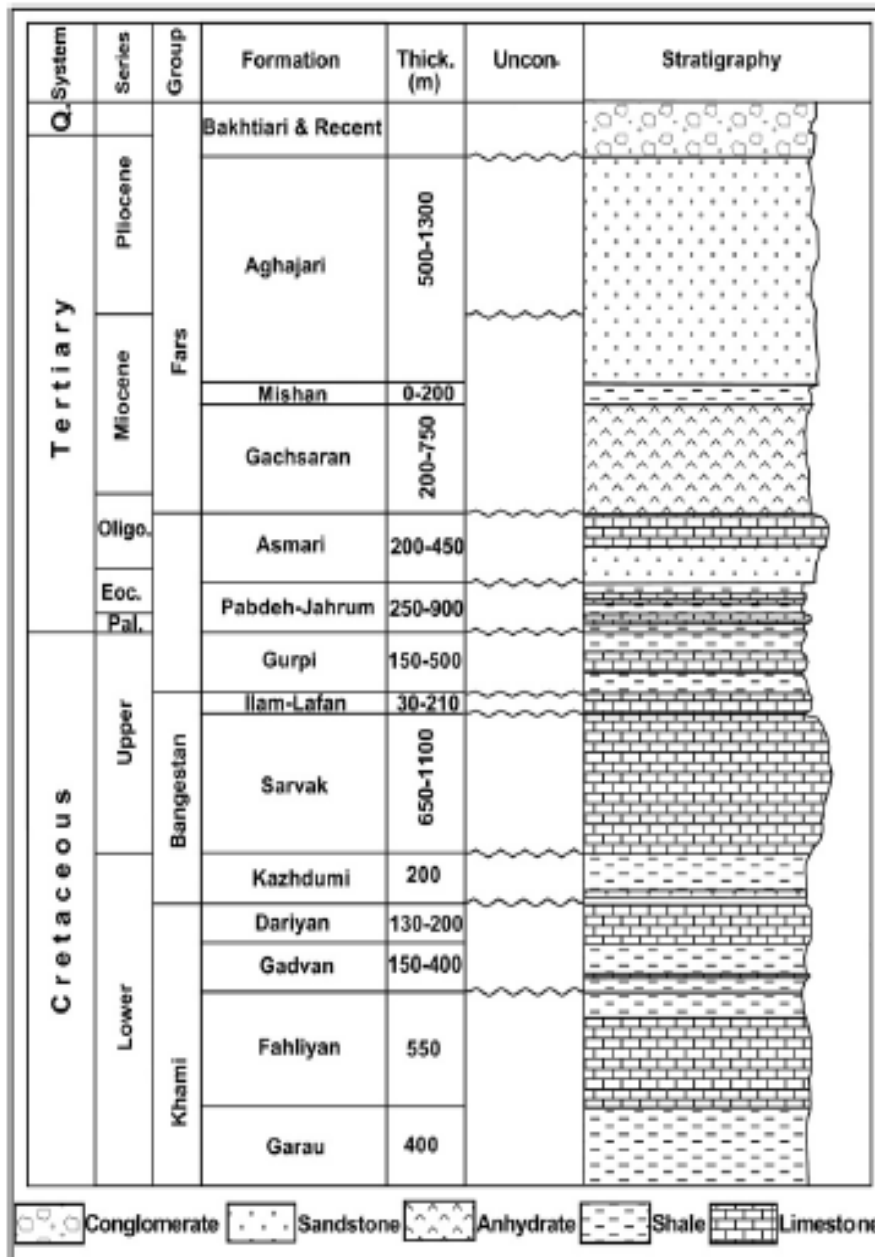 System
Series
Group
Formation
Thick.
(m)
Uncon-
Stratigraphy
Q.
Tertiary
Cretaceous
Pliocene
Miocene
Oligo.
Eoc.
Pal.
Upper
Lower
Fars
Bangestan
Khami
Bakhtiari & Recent
Aghajari 500-1300
Mishan 0-200
Gachsaran 200-750
Asmari 200-450
Pabdeh-Jahrum 250-900
Gurpi 150-500
Ilam-Lafan 30-210
Sarvak 650-1100
Kazhdumi 200
Dariyan 130-200
Gadvan 150-400
Fahliyan 550
Garau 400
Conglomerate Sandstone Anhydrate Shale Limestone